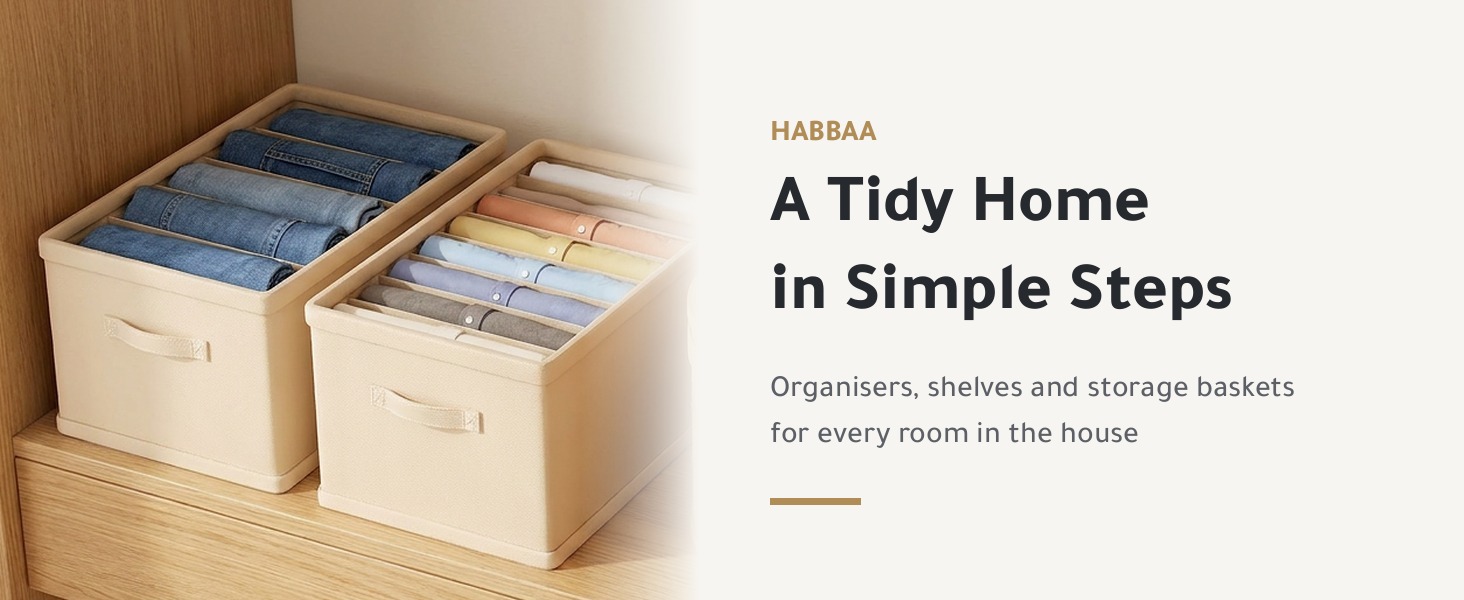 HABBAA
A Tidy Home
in Simple Steps
Organisers, shelves and storage baskets
for every room in the house